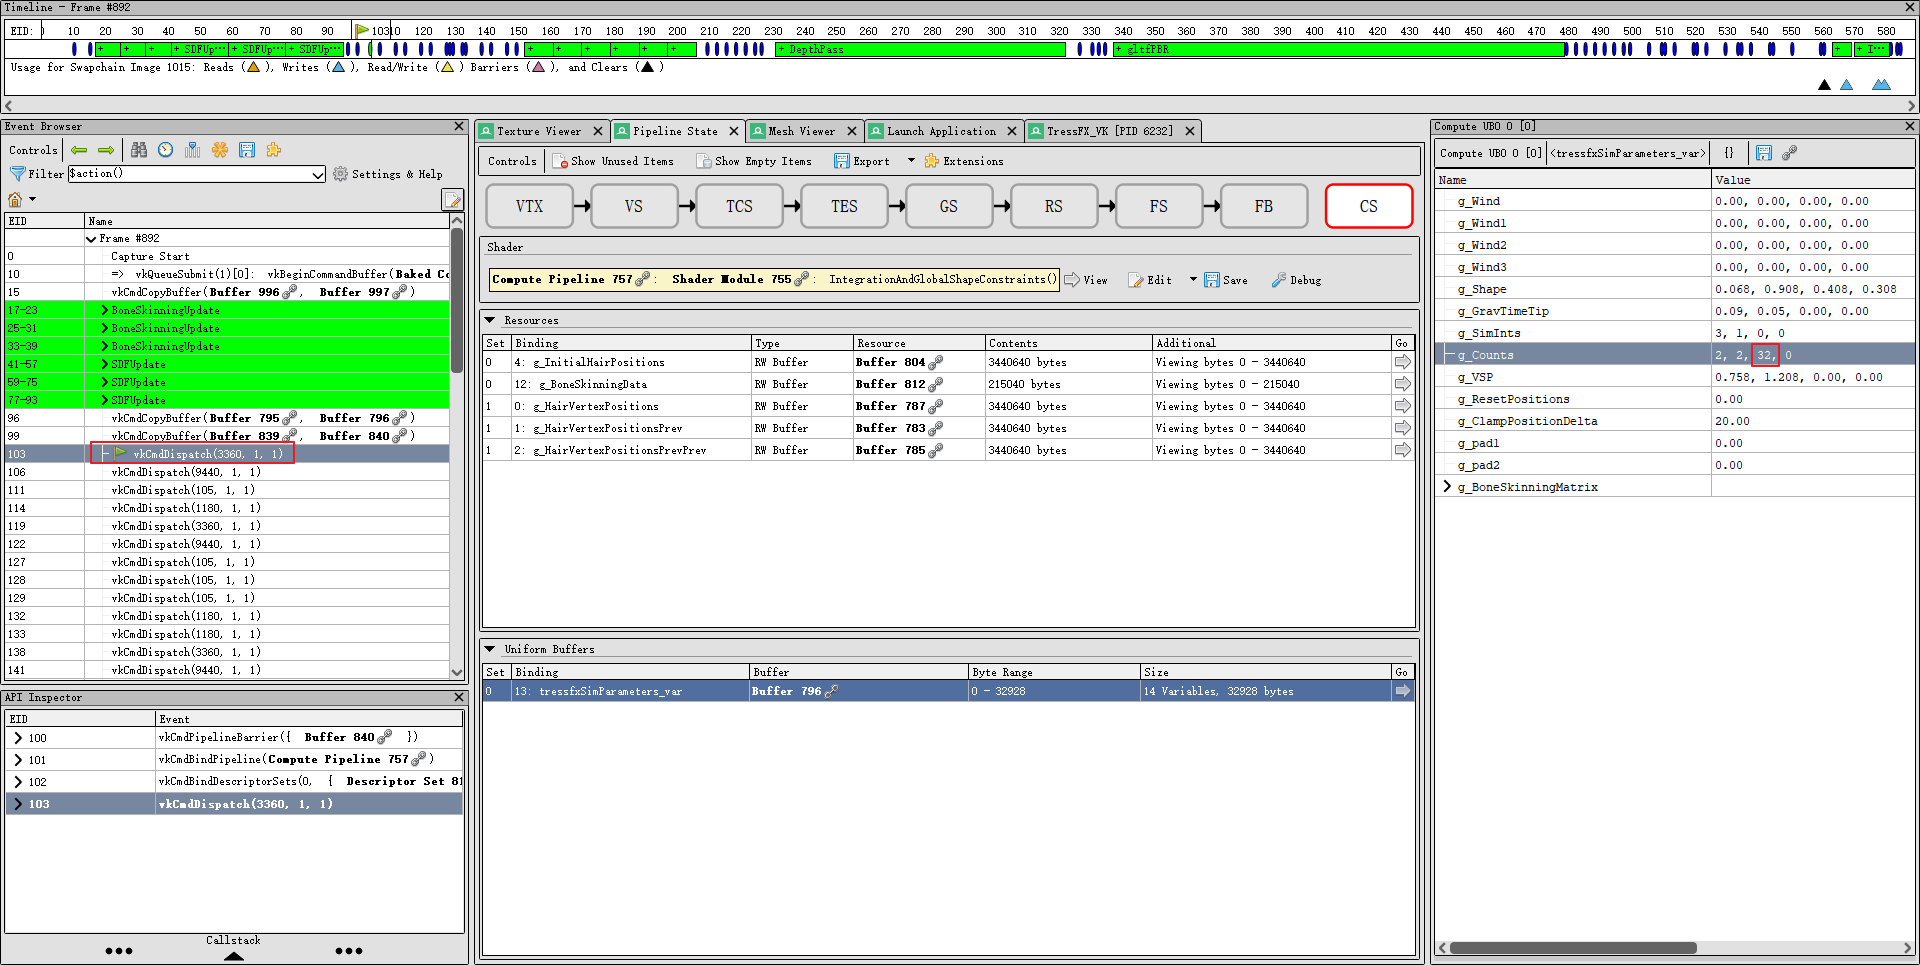 Timeline - Frame #892
EID: 0 10 20 30 40 50 60 70 80 90 103 110 120 130 140 150 160 170 180 190 200 210 220 230 240 250 260 270 280 290 300 310 320 330 340 350 360 370 380 390 400 410 420 430 440 450 460 470 480 490 500 510 520 530 540 550 560 570 580
+ + + + SDFUp··· + SDFUp··· + SDFUp··· + + + + + + + DepthPass + gltfPBR + + I···
Usage for Swapchain Image 1015: Reads ( ), Writes ( ), Read/Write ( ) Barriers ( ), and Clears ( )
Event Browser
Controls
Filter $action() Settings & Help
EID Name
Frame #892
0 Capture Start
10 => vkQueueSubmit(1)[0]: vkBeginCommandBuffer(Baked Co
15 vkCmdCopyBuffer(Buffer 996, Buffer 997)
17-23 BoneSkinningUpdate
25-31 BoneSkinningUpdate
33-39 BoneSkinningUpdate
41-57 SDFUpdate
59-75 SDFUpdate
77-93 SDFUpdate
96 vkCmdCopyBuffer(Buffer 795, Buffer 796)
99 vkCmdCopyBuffer(Buffer 839, Buffer 840)
103 vkCmdDispatch(3360, 1, 1)
106 vkCmdDispatch(9440, 1, 1)
111 vkCmdDispatch(105, 1, 1)
114 vkCmdDispatch(1180, 1, 1)
119 vkCmdDispatch(3360, 1, 1)
122 vkCmdDispatch(9440, 1, 1)
127 vkCmdDispatch(105, 1, 1)
128 vkCmdDispatch(105, 1, 1)
129 vkCmdDispatch(105, 1, 1)
132 vkCmdDispatch(1180, 1, 1)
133 vkCmdDispatch(1180, 1, 1)
138 vkCmdDispatch(3360, 1, 1)
141 vkCmdDispatch(9440, 1, 1)
API Inspector
EID Event
100 vkCmdPipelineBarrier({ Buffer 840 })
101 vkCmdBindPipeline(Compute Pipeline 757)
102 vkCmdBindDescriptorSets(0, { Descriptor Set 81
103 vkCmdDispatch(3360, 1, 1)
Callstack
Texture Viewer Pipeline State Mesh Viewer Launch Application TressFX_VK [PID 6232]
Controls Show Unused Items Show Empty Items Export Extensions
VTX VS TCS TES GS RS FS FB CS
Shader
Compute Pipeline 757: Shader Module 755: IntegrationAndGlobalShapeConstraints() View Edit Save Debug
Resources
Set Binding Type Resource Contents Additional Go
0 4: g_InitialHairPositions RW Buffer Buffer 804 3440640 bytes Viewing bytes 0 - 3440640
0 12: g_BoneSkinningData RW Buffer Buffer 812 215040 bytes Viewing bytes 0 - 215040
1 0: g_HairVertexPositions RW Buffer Buffer 787 3440640 bytes Viewing bytes 0 - 3440640
1 1: g_HairVertexPositionsPrev RW Buffer Buffer 783 3440640 bytes Viewing bytes 0 - 3440640
1 2: g_HairVertexPositionsPrevPrev RW Buffer Buffer 785 3440640 bytes Viewing bytes 0 - 3440640
Uniform Buffers
Set Binding Buffer Byte Range Size Go
0 13: tressfxSimParameters_var Buffer 796 0 - 32928 14 Variables, 32928 bytes
Compute UBO 0 [0]
Compute UBO 0 [0] <tressfxSimParameters_var> {}
Name Value
g_Wind 0.00, 0.00, 0.00, 0.00
g_Wind1 0.00, 0.00, 0.00, 0.00
g_Wind2 0.00, 0.00, 0.00, 0.00
g_Wind3 0.00, 0.00, 0.00, 0.00
g_Shape 0.068, 0.908, 0.408, 0.308
g_GravTimeTip 0.09, 0.05, 0.00, 0.00
g_SimInts 3, 1, 0, 0
g_Counts 2, 2, 32, 0
g_VSP 0.758, 1.208, 0.00, 0.00
g_ResetPositions 0.00
g_ClampPositionDelta 20.00
g_pad1 0.00
g_pad2 0.00
g_BoneSkinningMatrix